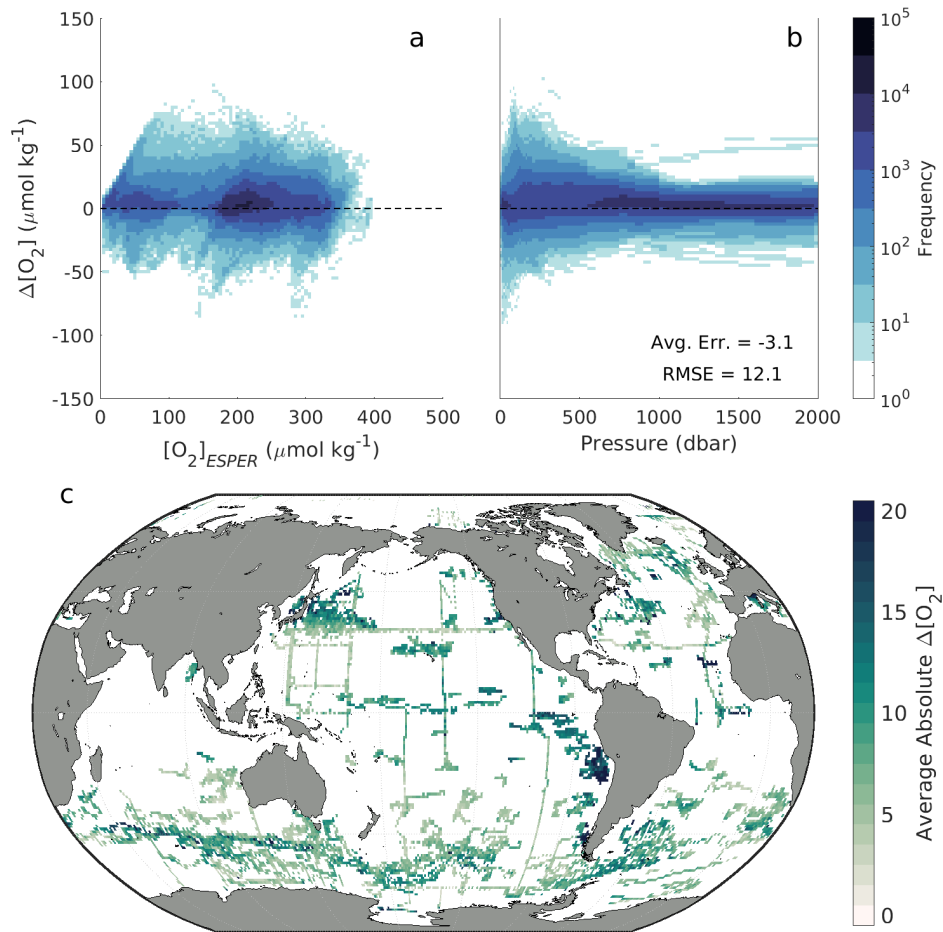 a
b
150
100
50
0
-50
-100
-150
Δ[O₂] (μmol kg⁻¹)
0 100 200 300 400 500
[O₂]ESPER (μmol kg⁻¹)
Avg. Err. = -3.1
RMSE = 12.1
0 500 1000 1500 2000
Pressure (dbar)
10⁵
10⁴
10³
10²
10¹
10⁰
Frequency
c
20
15
10
5
0
Average Absolute Δ[O₂]